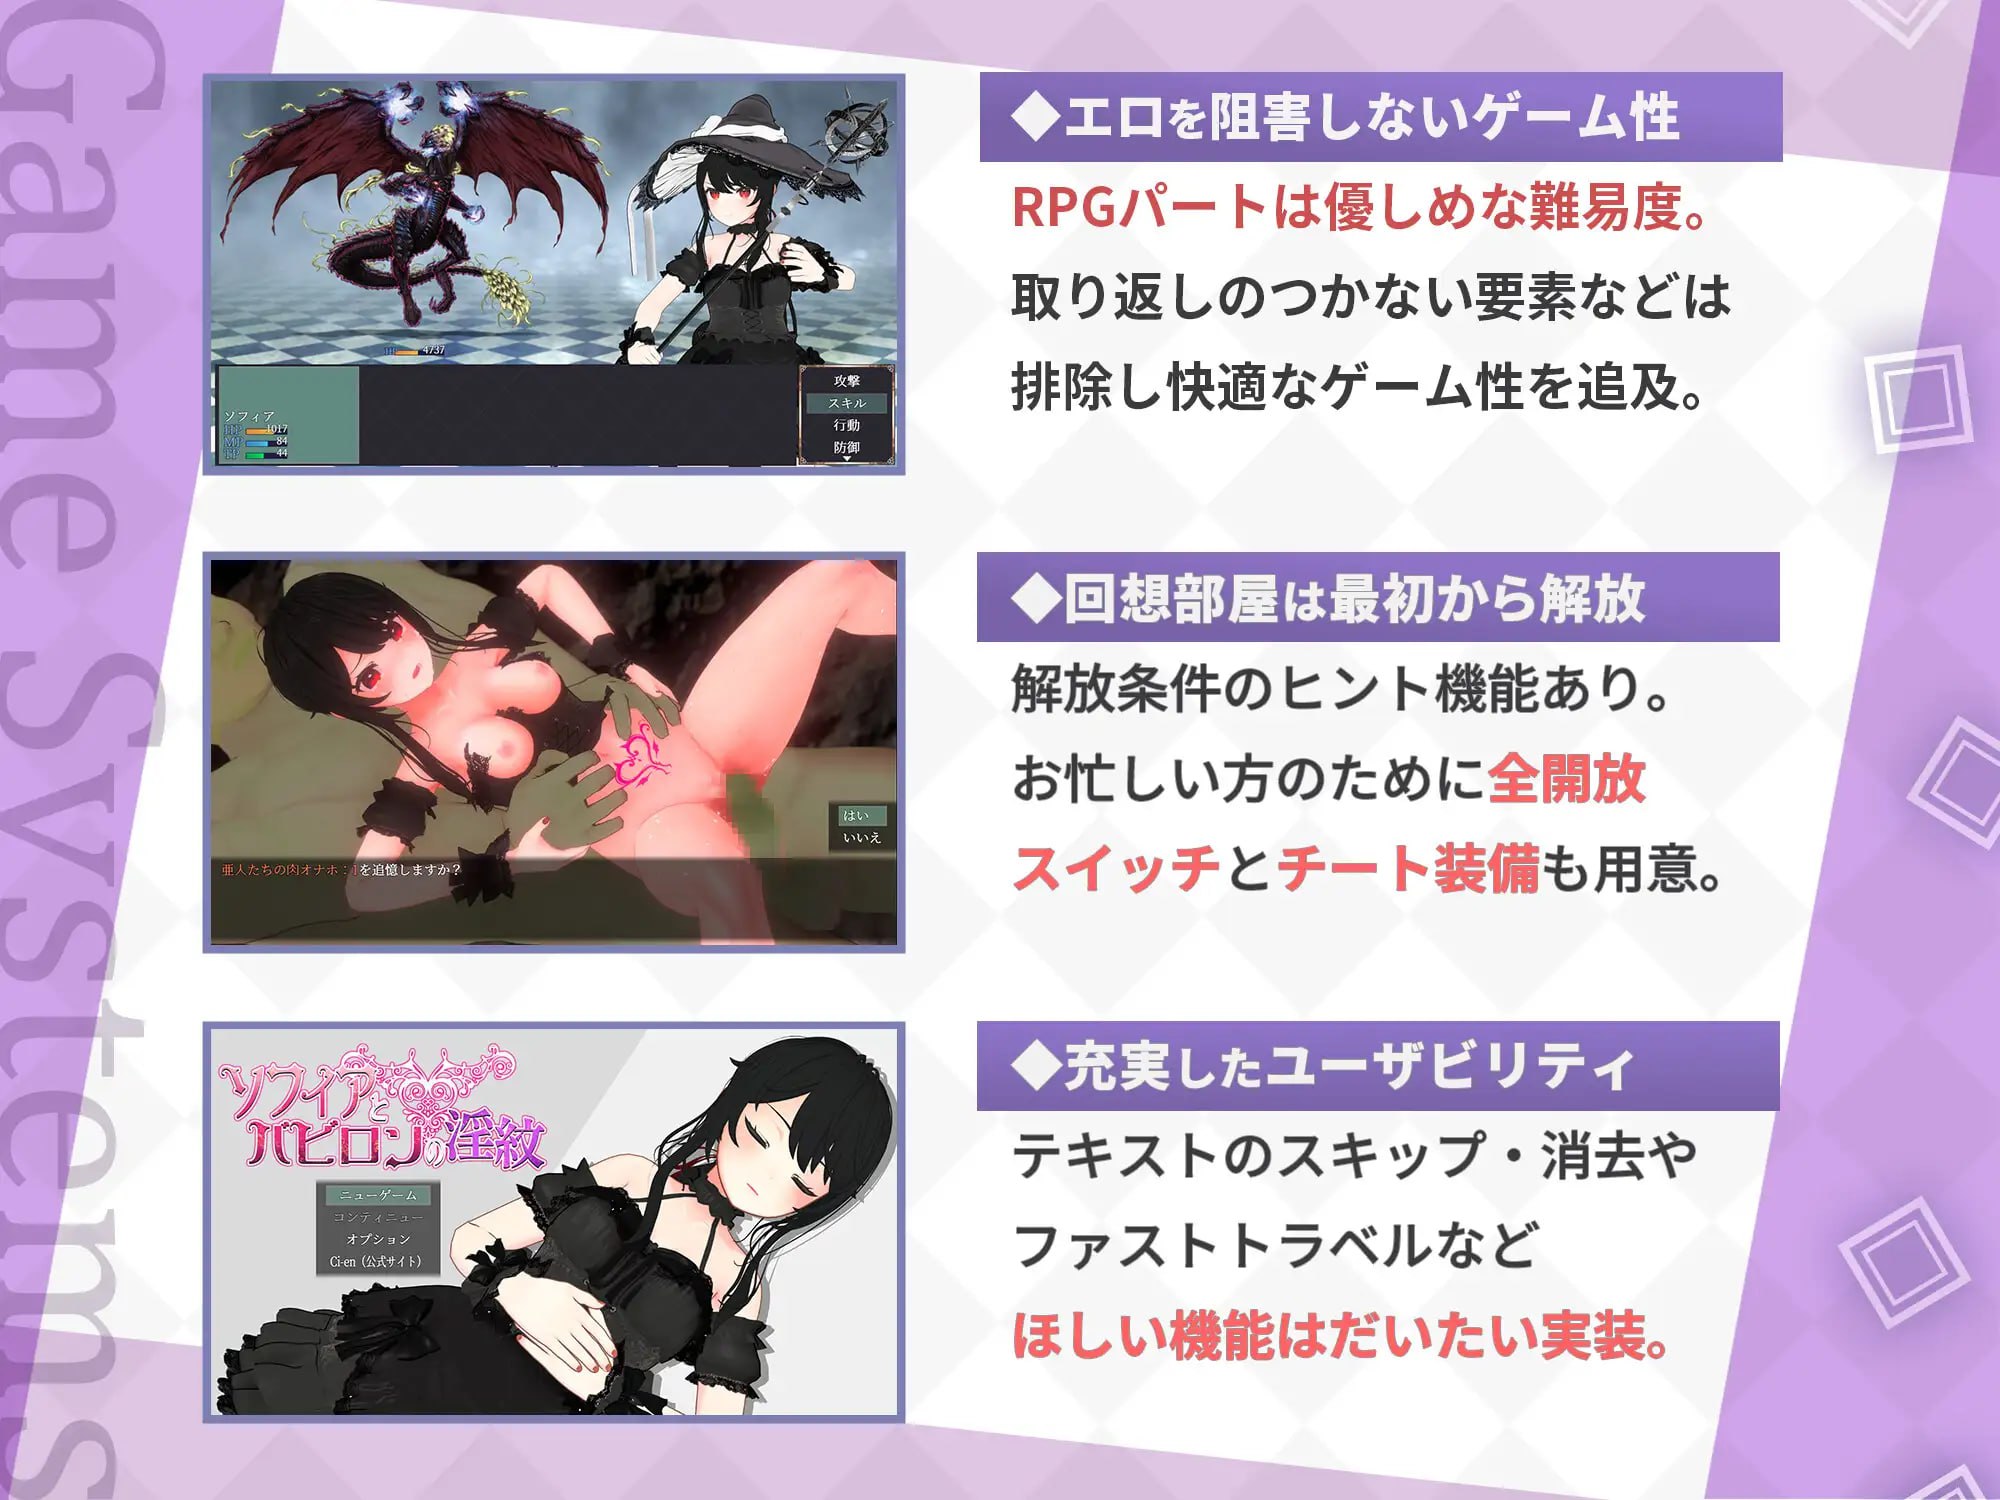 Game Systems
◆エロを阻害しないゲーム性
RPGパートは優しめな難易度。
取り返しのつかない要素などは
排除し快適なゲーム性を追及。
HP 4737
ソフィア
HP 1017
MP 84
TP 44
攻撃
スキル
行動
防御
◆回想部屋は最初から解放
解放条件のヒント機能あり。
お忙しい方のために全開放
スイッチとチート装備も用意。
はい
いいえ
亜人たちの肉オナホ：1を追憶しますか？
◆充実したユーザビリティ
テキストのスキップ・消去や
ファストトラベルなど
ほしい機能はだいたい実装。
ソフィアと
バビロンの淫紋
ニューゲーム
コンティニュー
オプション
Ci-en（公式サイト）